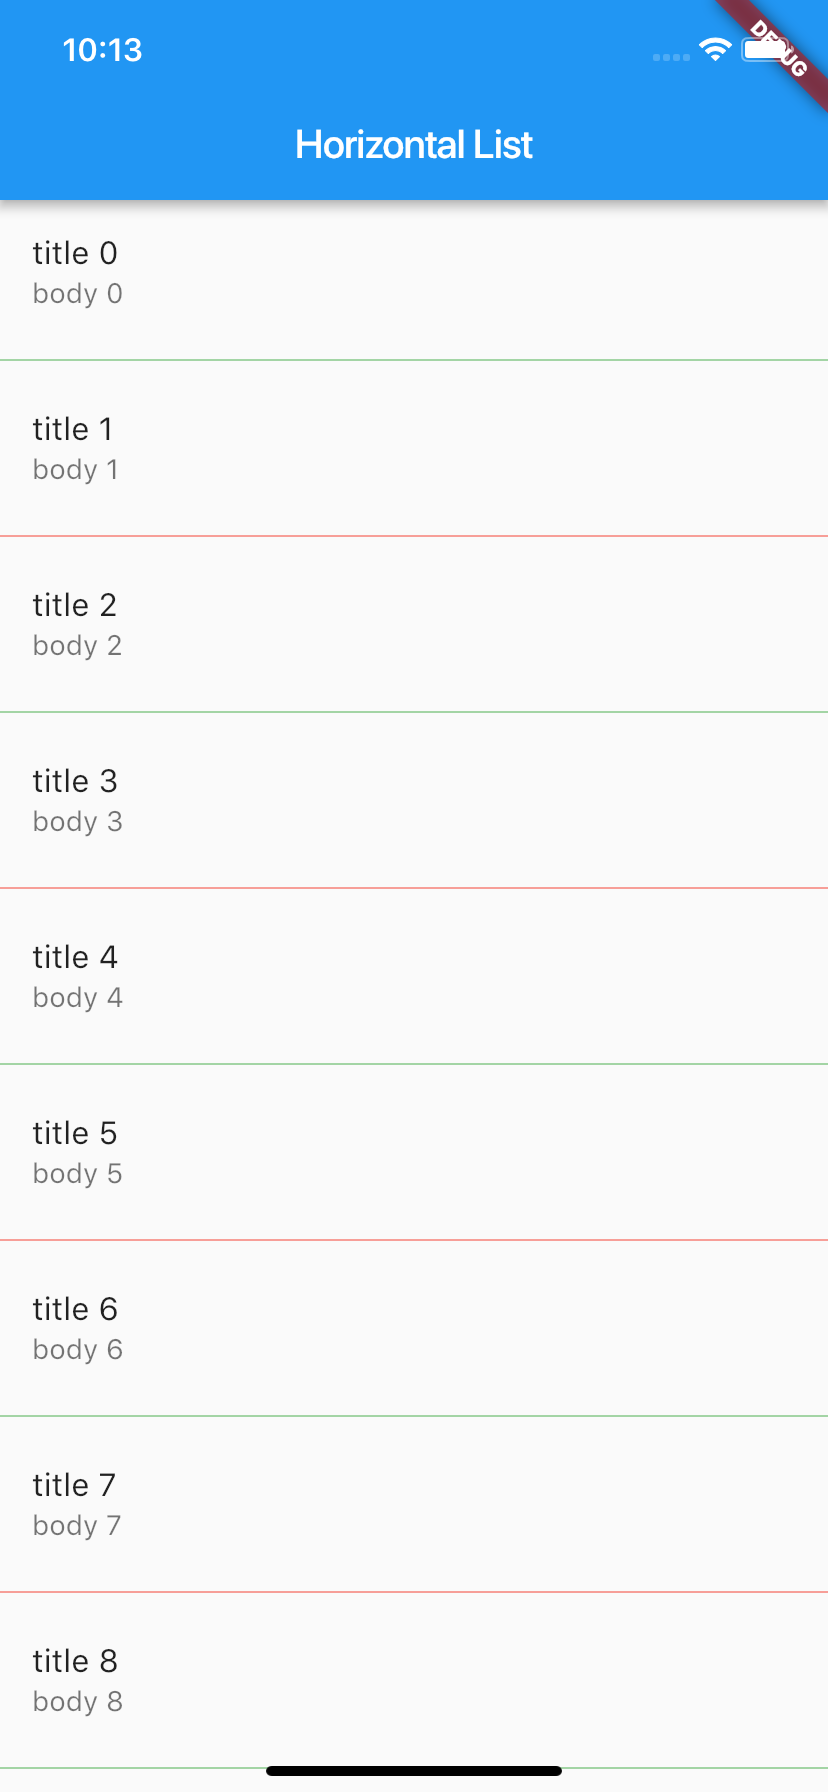 10:13
DEBUG
Horizontal List
title 0
body 0
title 1
body 1
title 2
body 2
title 3
body 3
title 4
body 4
title 5
body 5
title 6
body 6
title 7
body 7
title 8
body 8